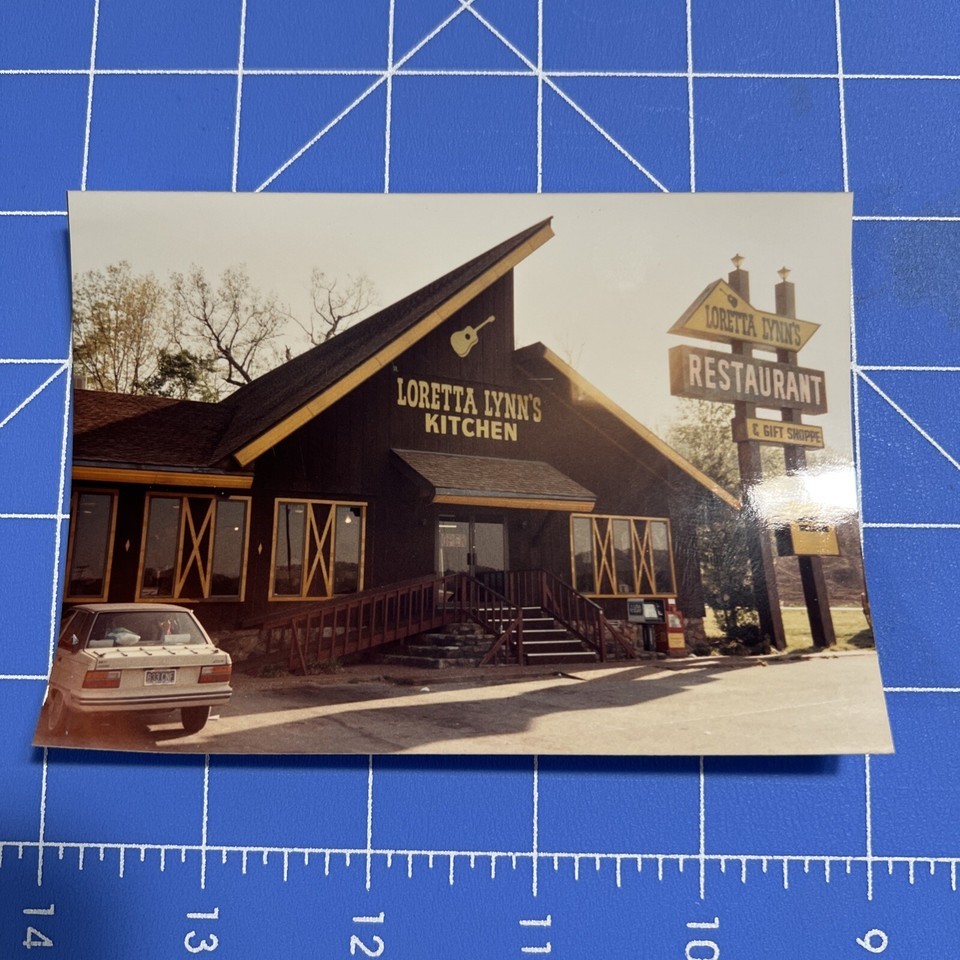 LORETTA LYNN'S
KITCHEN
LORETTA LYNN'S
RESTAURANT
& GIFT SHOPPE
14
13
12
11
10
9